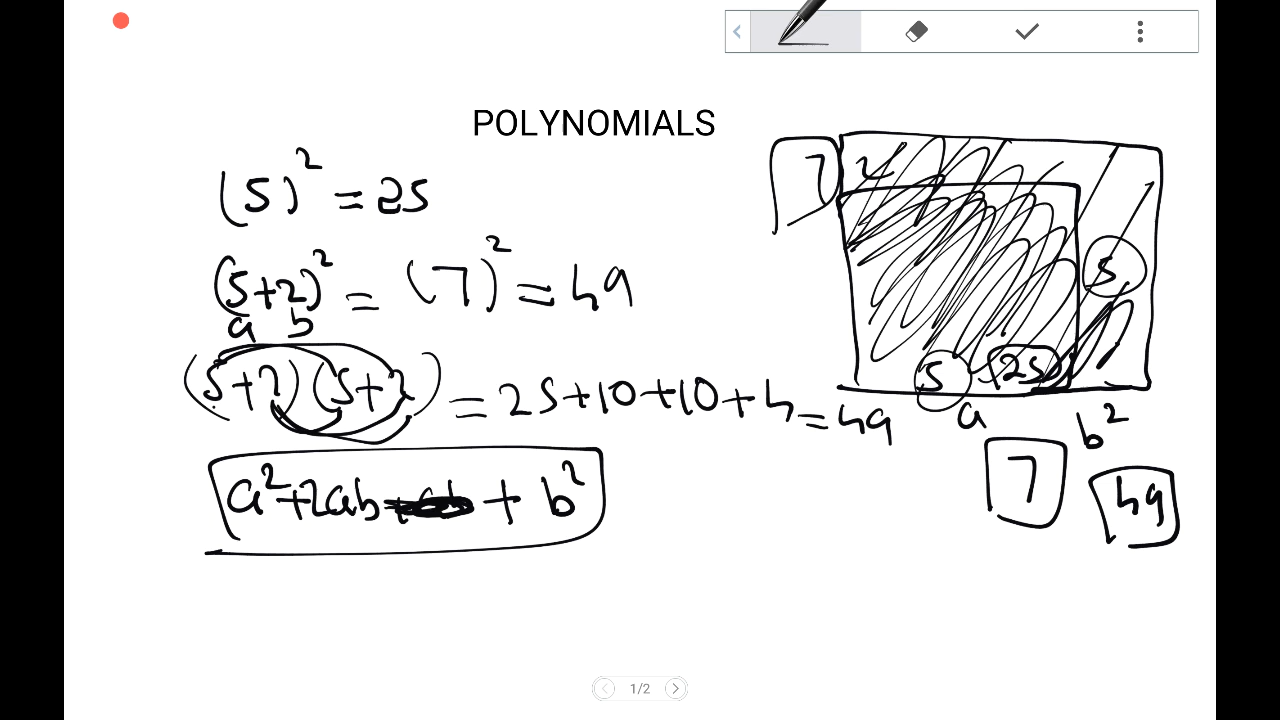 POLYNOMIALS
(5)² = 25
(5+2)² = (7)² = 49
a b
(5+2)(5+2) = 25+10+10+4 = 49
a²+2ab + b²
7 2
5
5 25
a b²
7 49
1/2